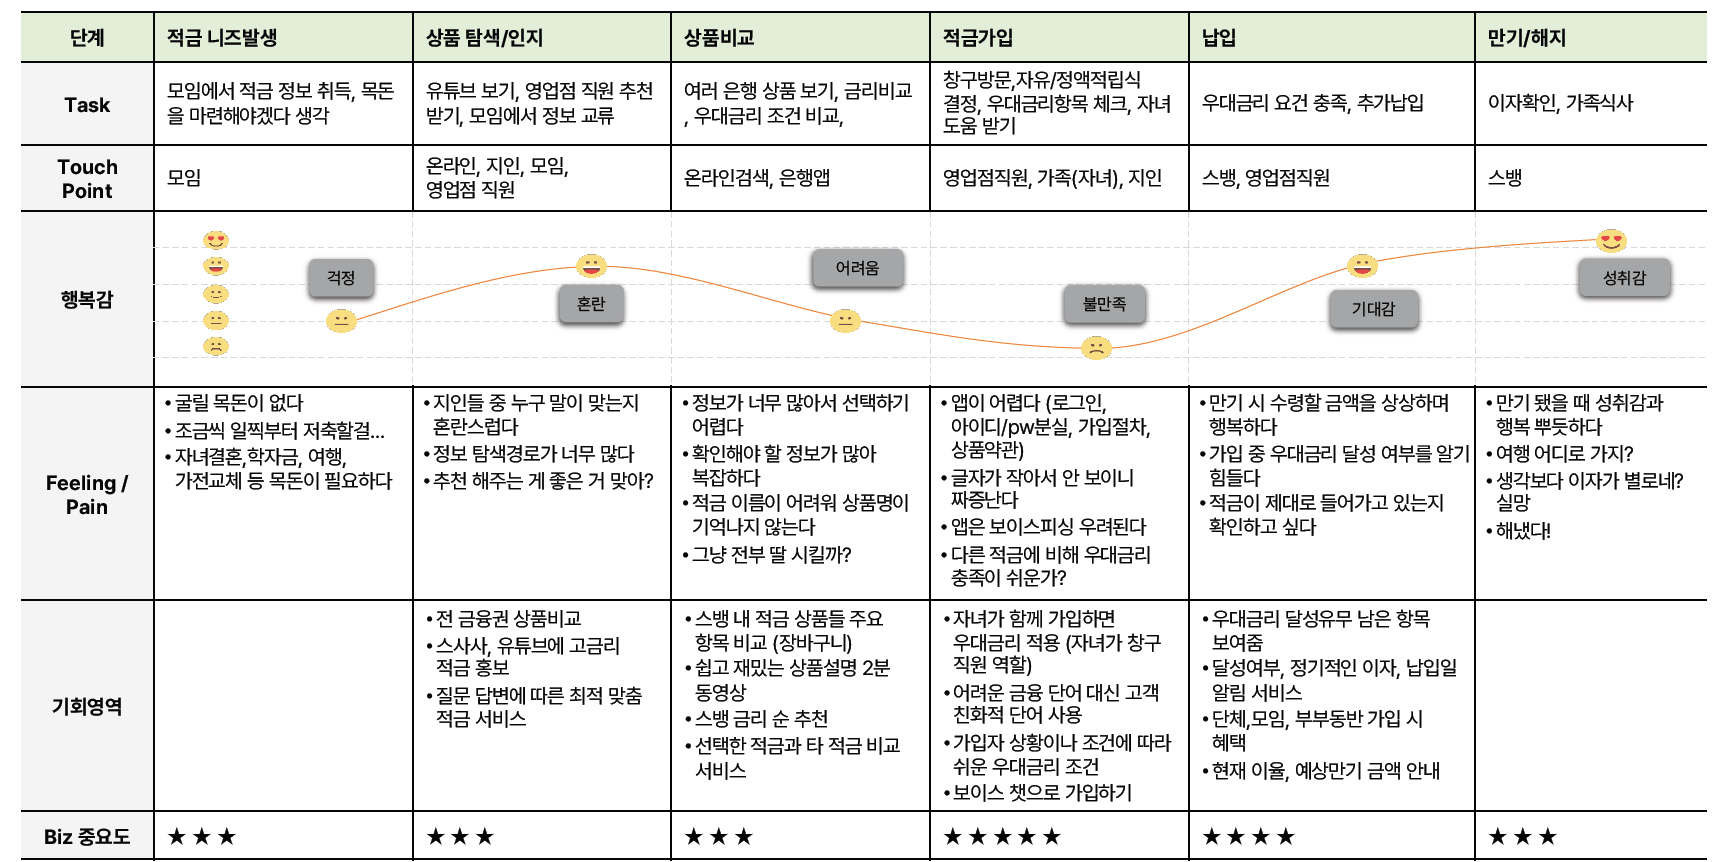 단계
적금 니즈발생
상품 탐색/인지
상품비교
적금가입
납입
만기/해지
Task
모임에서 적금 정보 취득, 목돈
을 마련해야겠다 생각
유튜브 보기, 영업점 직원 추천
받기, 모임에서 정보 교류
여러 은행 상품 보기, 금리비교
, 우대금리 조건 비교,
창구방문,자유/정액적립식
결정, 우대금리항목 체크, 자녀
도움 받기
우대금리 요건 충족, 추가납입
이자확인, 가족식사
Touch
Point
모임
온라인, 지인, 모임,
영업점 직원
온라인검색, 은행앱
영업점직원, 가족(자녀), 지인
스뱅, 영업점직원
스뱅
행복감
걱정
혼란
어려움
불만족
기대감
성취감
Feeling /
Pain
• 굴릴 목돈이 없다
• 조금씩 일찍부터 저축할걸...
• 자녀결혼,학자금, 여행,
가전교체 등 목돈이 필요하다
• 지인들 중 누구 말이 맞는지
혼란스럽다
• 정보 탐색경로가 너무 많다
• 추천 해주는 게 좋은 거 맞아?
• 정보가 너무 많아서 선택하기
어렵다
• 확인해야 할 정보가 많아
복잡하다
• 적금 이름이 어려워 상품명이
기억나지 않는다
• 그냥 전부 딸 시킬까?
• 앱이 어렵다 (로그인,
아이디/pw분실, 가입절차,
상품약관)
• 글자가 작아서 안 보이니
짜증난다
• 앱은 보이스피싱 우려된다
• 다른 적금에 비해 우대금리
충족이 쉬운가?
• 만기 시 수령할 금액을 상상하며
행복하다
• 가입 중 우대금리 달성 여부를 알기
힘들다
• 적금이 제대로 들어가고 있는지
확인하고 싶다
• 만기 됐을 때 성취감과
행복 뿌듯하다
• 여행 어디로 가지?
• 생각보다 이자가 별로네?
실망
• 해냈다!
기회영역
• 전 금융권 상품비교
• 스사사, 유튜브에 고금리
적금 홍보
• 질문 답변에 따른 최적 맞춤
적금 서비스
• 스뱅 내 적금 상품들 주요
항목 비교 (장바구니)
• 쉽고 재밌는 상품설명 2분
동영상
• 스뱅 금리 순 추천
• 선택한 적금과 타 적금 비교
서비스
• 자녀가 함께 가입하면
우대금리 적용 (자녀가 창구
직원 역할)
• 어려운 금융 단어 대신 고객
친화적 단어 사용
• 가입자 상황이나 조건에 따라
쉬운 우대금리 조건
• 보이스 챗으로 가입하기
• 우대금리 달성유무 남은 항목
보여줌
• 달성여부, 정기적인 이자, 납입일
알림 서비스
• 단체,모임, 부부동반 가입 시
혜택
• 현재 이율, 예상만기 금액 안내
Biz 중요도
★ ★ ★
★ ★ ★
★ ★ ★
★ ★ ★ ★ ★
★ ★ ★ ★
★ ★ ★